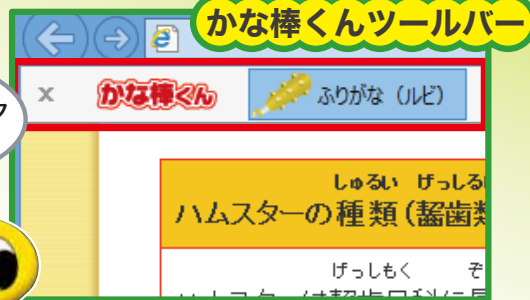 かな棒くんツールバー
x かな棒くん ふりがな（ルビ）
しゅるい げっし
ハムスターの種類（齧歯
げっしもく ぞ